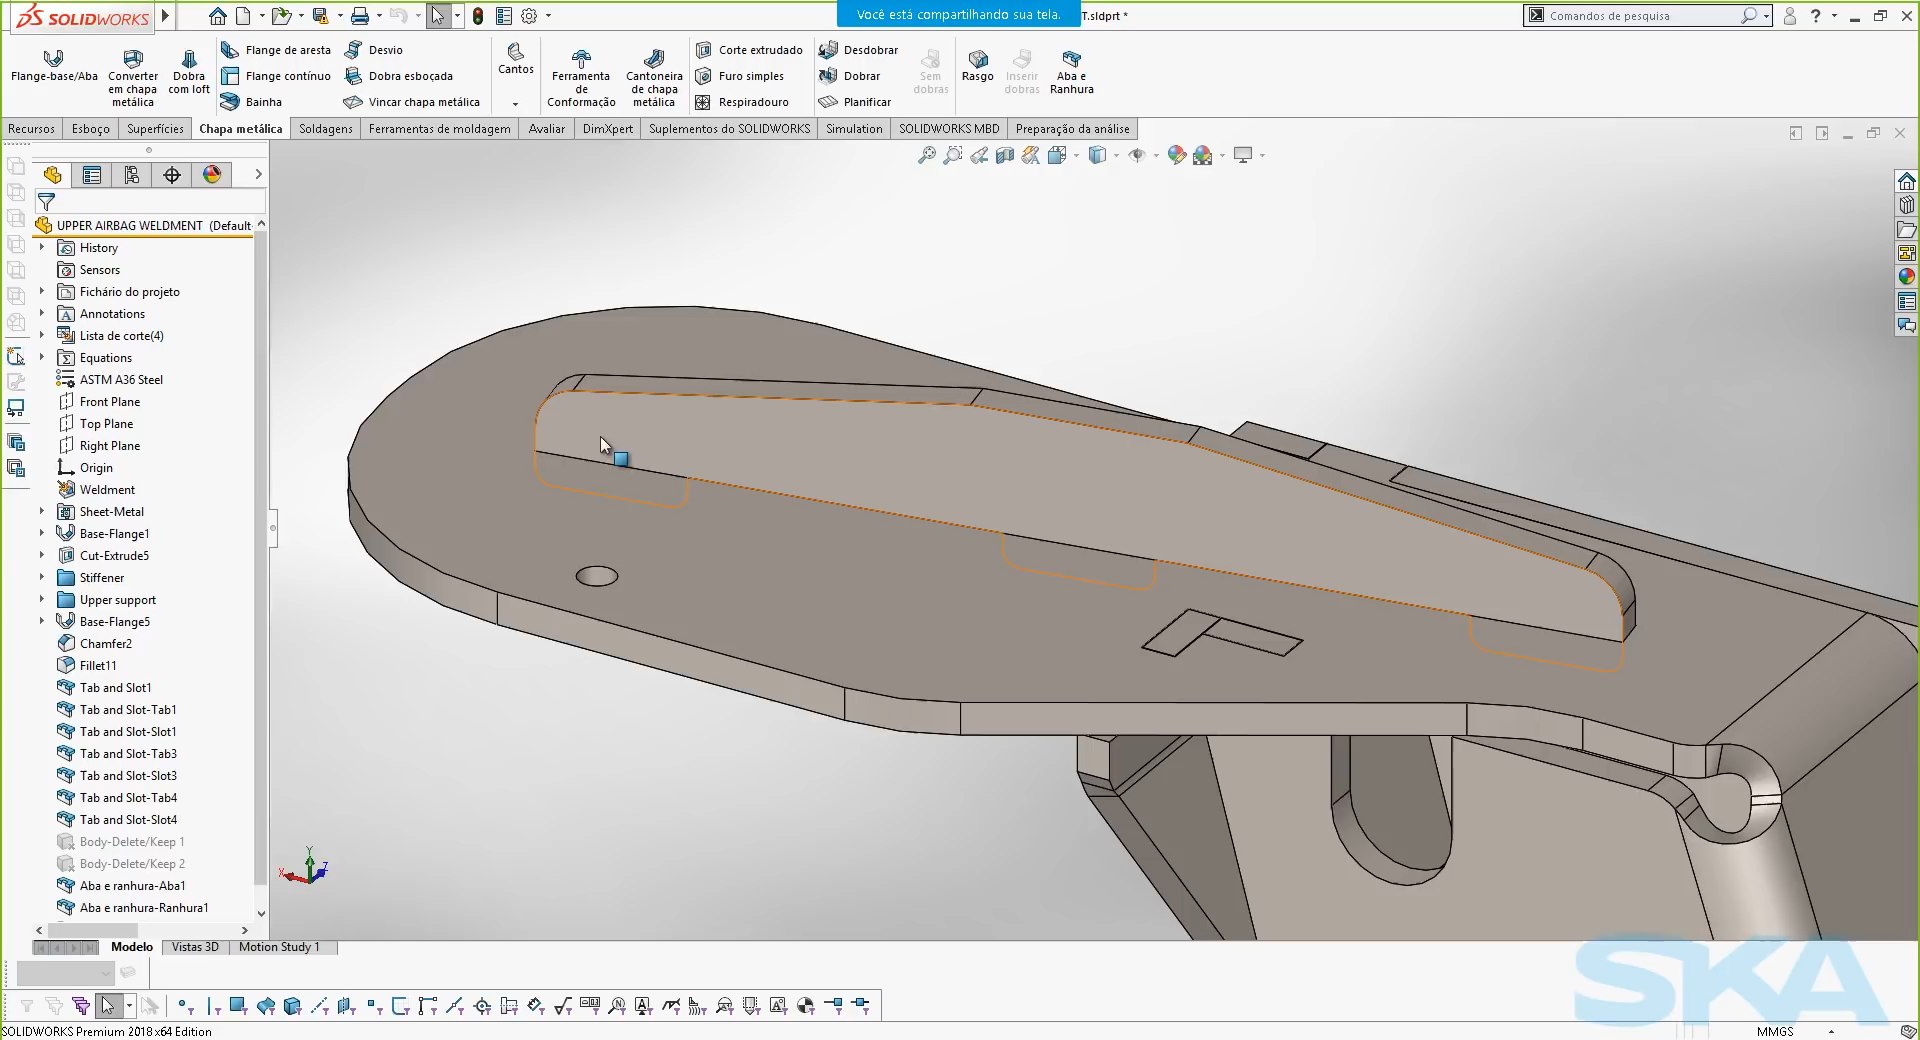 SOLIDWORKS
Você está compartilhando sua tela.
T.sldprt *
Comandos de pesquisa
Flange-base/Aba
Converter em chapa metálica
Dobra com loft
Flange de aresta
Flange contínuo
Bainha
Desvio
Dobra esboçada
Vincar chapa metálica
Cantos
Ferramenta de Conformação
Cantoneira de chapa metálica
Corte extrudado
Furo simples
Respiradouro
Desdobrar
Dobrar
Planificar
Sem dobras
Rasgo
Inserir dobras
Aba e Ranhura
Recursos
Esboço
Superfícies
Chapa metálica
Soldagens
Ferramentas de moldagem
Avaliar
DimXpert
Suplementos do SOLIDWORKS
Simulation
SOLIDWORKS MBD
Preparação da análise
UPPER AIRBAG WELDMENT (Default-
History
Sensors
Fichário do projeto
Annotations
Lista de corte(4)
Equations
ASTM A36 Steel
Front Plane
Top Plane
Right Plane
Origin
Weldment
Sheet-Metal
Base-Flange1
Cut-Extrude5
Stiffener
Upper support
Base-Flange5
Chamfer2
Fillet11
Tab and Slot1
Tab and Slot-Tab1
Tab and Slot-Slot1
Tab and Slot-Tab3
Tab and Slot-Slot3
Tab and Slot-Tab4
Tab and Slot-Slot4
Body-Delete/Keep 1
Body-Delete/Keep 2
Aba e ranhura-Aba1
Aba e ranhura-Ranhura1
Y
X
Z
Modelo
Vistas 3D
Motion Study 1
SKA
SOLIDWORKS Premium 2018 x64 Edition
MMGS